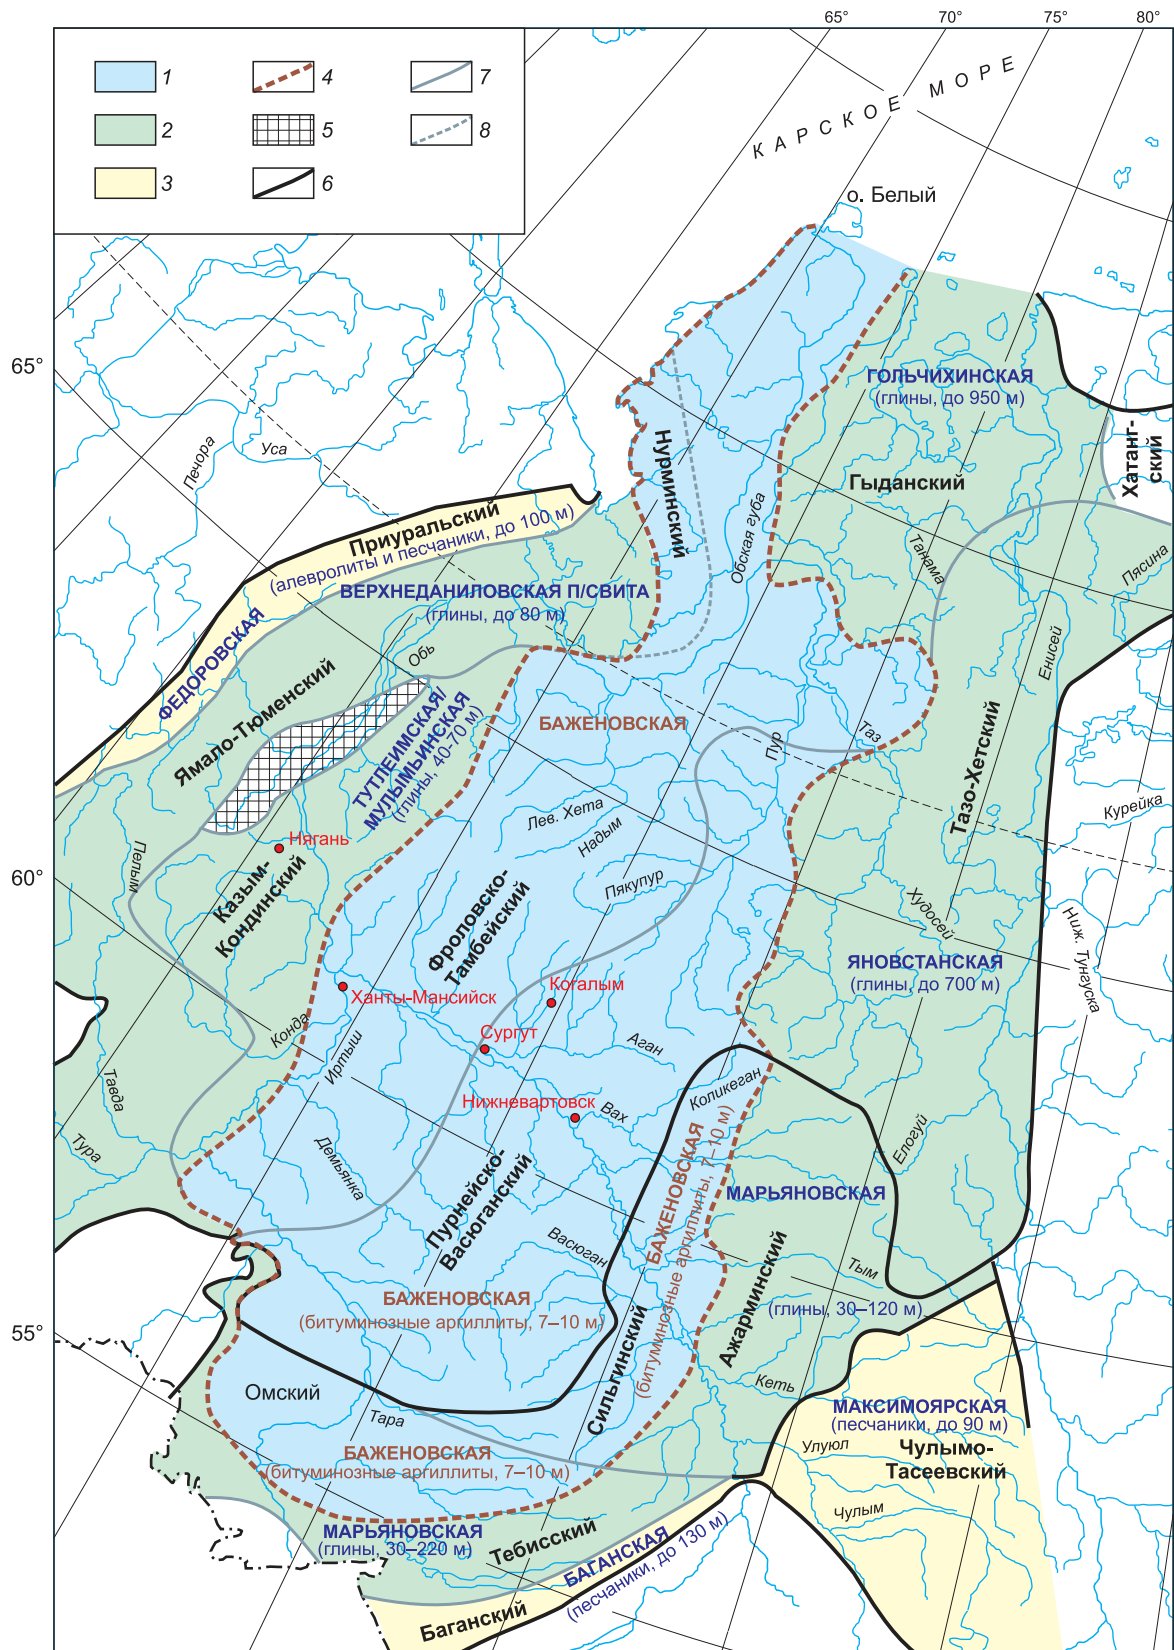 65°
70°
75°
80°
1
4
7
2
5
8
3
6
КАРСКОЕ МОРЕ
о. Белый
65°
60°
55°
ГОЛЬЧИХИНСКАЯ
(глины, до 950 м)
Хатанг-
ский
Гыданский
Нурминский
Обская губа
Печора
Уса
Танама
Пясина
Енисей
Приуральский
(алевролиты и песчаники, до 100 м)
ФЕДОРОВСКАЯ
ВЕРХНЕДАНИЛОВСКАЯ П/СВИТА
(глины, до 80 м)
Обь
Ямало-Тюменский
ТУТЛЕИМСКАЯ/
МУЛЫМЬИНСКАЯ
(глины, 40-70 м)
БАЖЕНОВСКАЯ
Пур
Таз
Тазо-Хетский
Курейка
Лев. Хета
Надым
Пякупур
Нягань
Пелым
Казым-
Кондинский
Фроловско-
Тамбейский
Худосей
Ниж. Тунгуска
ЯНОВСТАНСКАЯ
(глины, до 700 м)
Ханты-Мансийск
Когалым
Сургут
Конда
Иртыш
Аган
Коликеган
Нижневартовск
Вах
Тавда
Тура
Демьянка
Елогуй
Пурнейско-
Васюганский
Васюган
БАЖЕНОВСКАЯ
(битуминозные аргиллиты, 7–10 м)
МАРЬЯНОВСКАЯ
Тым
(глины, 30–120 м)
Ажарминский
Сильгинский
БАЖЕНОВСКАЯ
(битуминозные аргиллиты, 7–10 м)
Омский
Тара
Кеть
МАКСИМОЯРСКАЯ
(песчаники, до 90 м)
Чулымо-
Тасеевский
Улуюл
Чулым
БАЖЕНОВСКАЯ
(битуминозные аргиллиты, 7–10 м)
МАРЬЯНОВСКАЯ
(глины, 30–220 м)
Тебисский
БАГАНСКАЯ
(песчаники, до 130 м)
Баганский